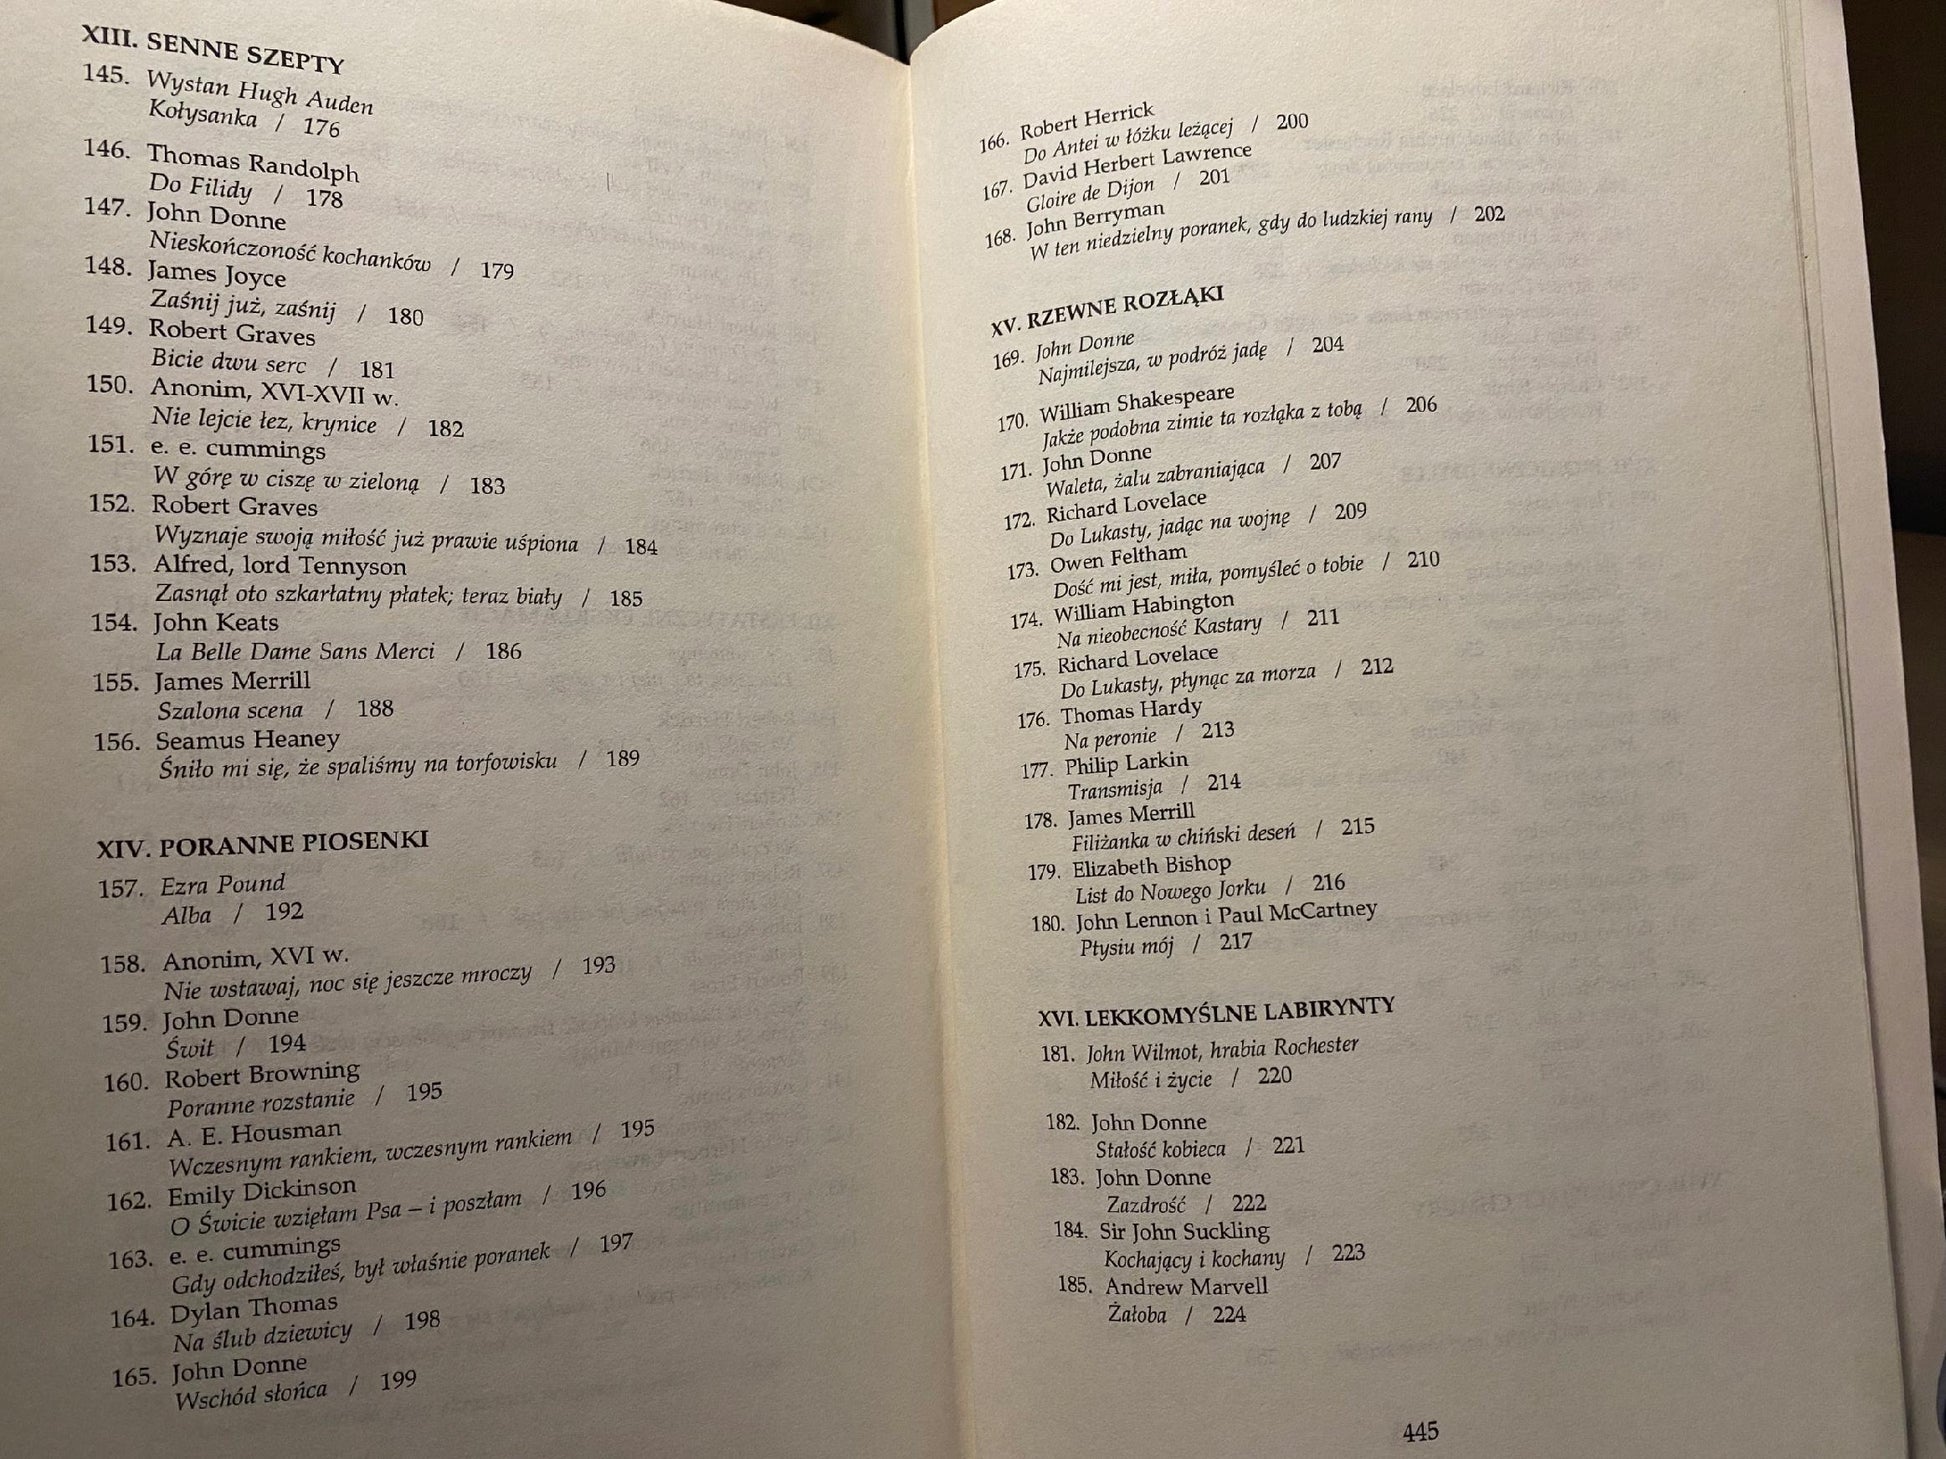 XIII. SENNE SZEPTY
145. Wystan Hugh Auden
Kołysanka / 176
146. Thomas Randolph
Do Filidy / 178
147. John Donne
Nieskończoność kochanków / 179
148. James Joyce
Zaśnij już, zaśnij / 180
149. Robert Graves
Bicie dwu serc / 181
150. Anonim, XVI-XVII w.
Nie lejcie łez, krynice / 182
151. e. e. cummings
W górę w ciszę w zieloną / 183
152. Robert Graves
Wyznaje swoją miłość już prawie uśpiona / 184
153. Alfred, lord Tennyson
Zasnął oto szkarłatny płatek; teraz biały / 185
154. John Keats
La Belle Dame Sans Merci / 186
155. James Merrill
Szalona scena / 188
156. Seamus Heaney
Śniło mi się, że spaliśmy na torfowisku / 189
XIV. PORANNE PIOSENKI
157. Ezra Pound
Alba / 192
158. Anonim, XVI w.
Nie wstawaj, noc się jeszcze mroczy / 193
159. John Donne
Świt / 194
160. Robert Browning
Poranne rozstanie / 195
161. A. E. Housman
Wczesnym rankiem, wczesnym rankiem / 195
162. Emily Dickinson
O Świcie wzięłam Psa – i poszłam / 196
163. e. e. cummings
Gdy odchodziłeś, był właśnie poranek / 197
164. Dylan Thomas
Na ślub dziewicy / 198
165. John Donne
Wschód słońca / 199
166. Robert Herrick
Do Antei w łóżku leżącej / 200
167. David Herbert Lawrence
Gloire de Dijon / 201
168. John Berryman
W ten niedzielny poranek, gdy do ludzkiej rany / 202
XV. RZEWNE ROZŁĄKI
169. John Donne
Najmilejsza, w podróż jadę / 204
170. William Shakespeare
Jakże podobna zimie ta rozłąka z tobą / 206
171. John Donne
Waleta, żalu zabraniająca / 207
172. Richard Lovelace
Do Lukasty, jadąc na wojnę / 209
173. Owen Feltham
Dość mi jest, miła, pomyśleć o tobie / 210
174. William Habington
Na nieobecność Kastary / 211
175. Richard Lovelace
Do Lukasty, płynąc za morza / 212
176. Thomas Hardy
Na peronie / 213
177. Philip Larkin
Transmisja / 214
178. James Merrill
Filiżanka w chiński deseń / 215
179. Elizabeth Bishop
List do Nowego Jorku / 216
180. John Lennon i Paul McCartney
Ptysiu mój / 217
XVI. LEKKOMYŚLNE LABIRYNTY
181. John Wilmot, hrabia Rochester
Miłość i życie / 220
182. John Donne
Stałość kobieca / 221
183. John Donne
Zazdrość / 222
184. Sir John Suckling
Kochający i kochany / 223
185. Andrew Marvell
Żałoba / 224
445